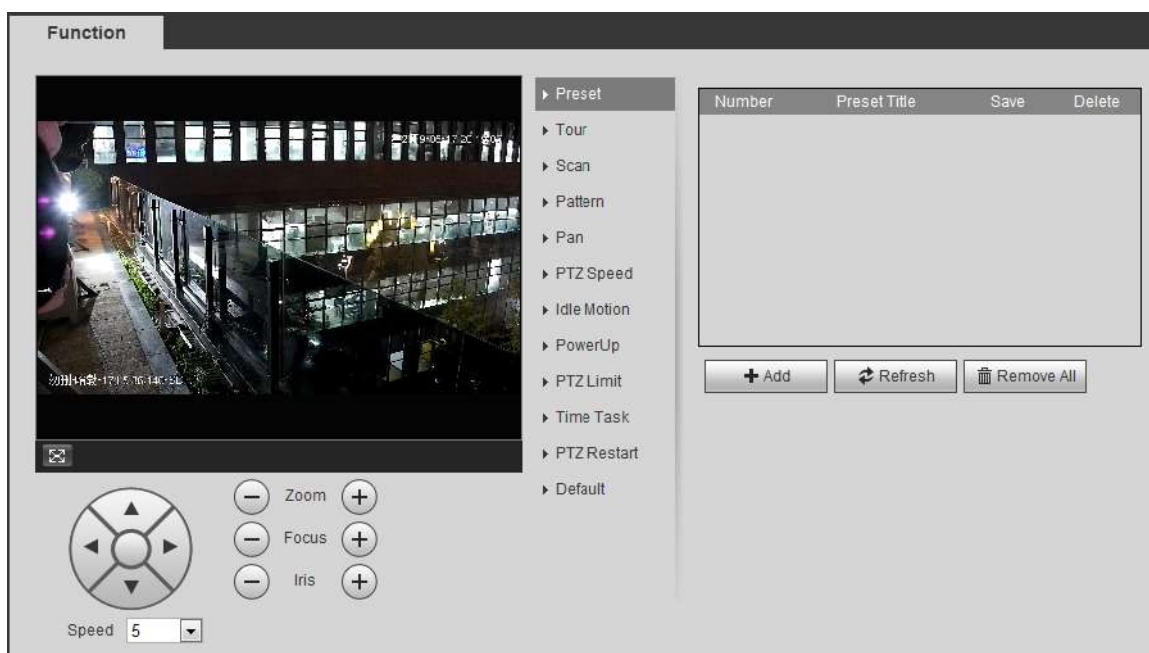 Function
Preset
Tour
Scan
Pattern
Pan
PTZ Speed
Idle Motion
PowerUp
PTZ Limit
Time Task
PTZ Restart
Default
Number Preset Title Save Delete
Add Refresh Remove All
Zoom
Focus
Iris
Speed 5